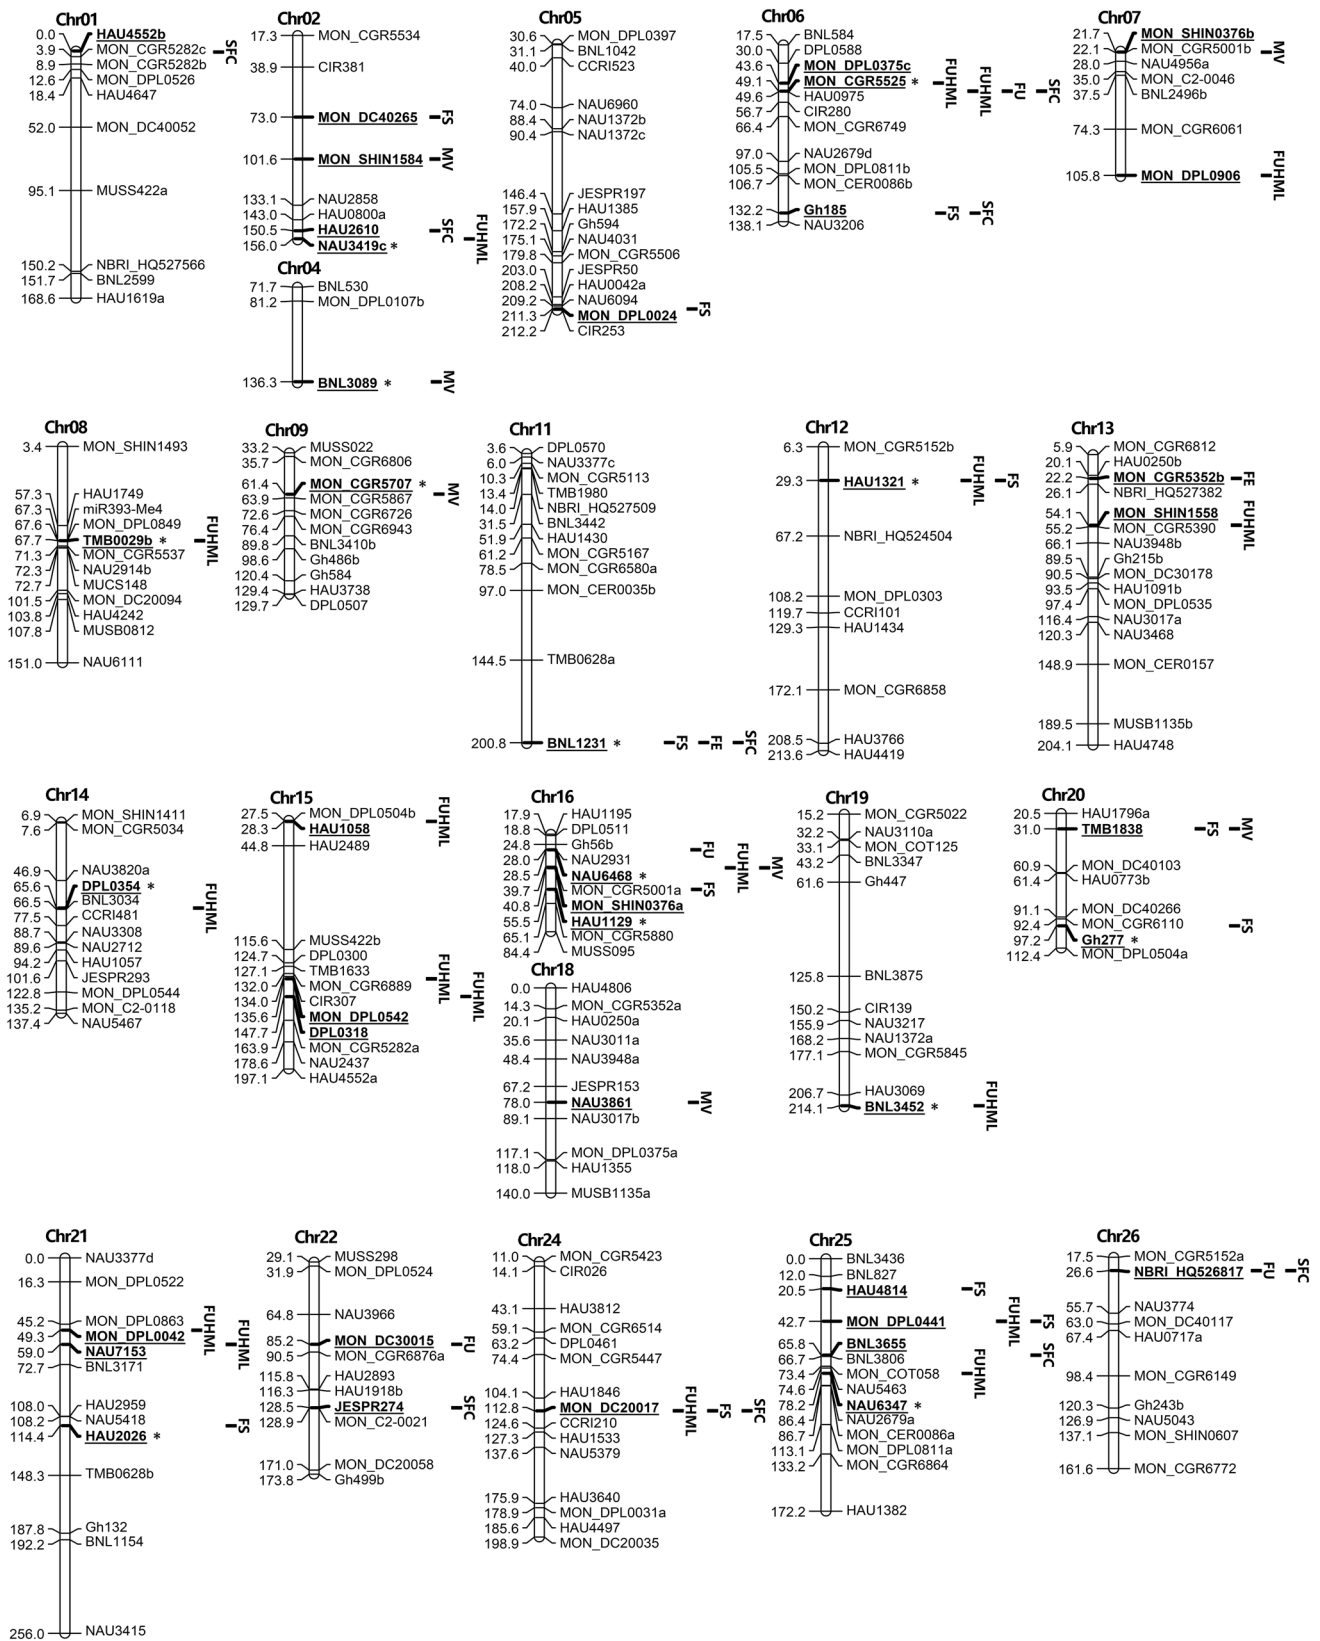 Chr01
0.0 HAU4552b
3.9 MON_CGR5282c
8.9 MON_CGR5282b
12.6 MON_DPL0526
18.4 HAU4647
52.0 MON_DC40052
95.1 MUSS422a
150.2 NBRI_HQ527566
151.7 BNL2599
168.6 HAU1619a
SFC
Chr02
17.3 MON_CGR5534
38.9 CIR381
73.0 MON_DC40265 FS
101.6 MON_SHIN1584 MV
133.1 NAU2858
143.0 HAU0800a
150.5 HAU2610 SFC
156.0 NAU3419c * FUHML
Chr04
71.7 BNL530
81.2 MON_DPL0107b
136.3 BNL3089 * MV
Chr05
30.6 MON_DPL0397
31.1 BNL1042
40.0 CCRI523
74.0 NAU6960
88.4 NAU1372b
90.4 NAU1372c
146.4 JESPR197
157.9 HAU1385
172.2 Gh594
175.1 NAU4031
179.8 MON_CGR5506
203.0 JESPR50
208.2 HAU0042a
209.2 NAU6094
211.3 MON_DPL0024 FS
212.2 CIR253
Chr06
17.5 BNL584
30.0 DPL0588
43.6 MON_DPL0375c
49.1 MON_CGR5525 *
49.6 HAU0975
56.7 CIR280
66.4 MON_CGR6749
97.0 NAU2679d
105.5 MON_DPL0811b
106.7 MON_CER0086b
132.2 Gh185 FS SFC
138.1 NAU3206
FUHML FUHML FU SFC
Chr07
21.7 MON_SHIN0376b
22.1 MON_CGR5001b
28.0 NAU4956a
35.0 MON_C2-0046
37.5 BNL2496b
74.3 MON_CGR6061
105.8 MON_DPL0906 FUHML
MV
Chr08
3.4 MON_SHIN1493
57.3 HAU1749
67.3 miR393-Me4
67.6 MON_DPL0849
67.7 TMB0029b * FUHML
71.3 MON_CGR5537
72.3 NAU2914b
72.7 MUCS148
101.5 MON_DC20094
103.8 HAU4242
107.8 MUSB0812
151.0 NAU6111
Chr09
33.2 MUSS022
35.7 MON_CGR6806
61.4 MON_CGR5707 * MV
63.9 MON_CGR5867
72.6 MON_CGR6726
76.4 MON_CGR6943
89.8 BNL3410b
98.6 Gh486b
120.4 Gh584
129.4 HAU3738
129.7 DPL0507
Chr11
3.6 DPL0570
6.0 NAU3377c
10.3 MON_CGR5113
13.4 TMB1980
14.0 NBRI_HQ527509
31.5 BNL3442
51.9 HAU1430
61.2 MON_CGR5167
78.5 MON_CGR6580a
97.0 MON_CER0035b
144.5 TMB0628a
200.8 BNL1231 * FS FE SFC
Chr12
6.3 MON_CGR5152b
29.3 HAU1321 * FUHML FS
67.2 NBRI_HQ524504
108.2 MON_DPL0303
119.7 CCRI101
129.3 HAU1434
172.1 MON_CGR6858
208.5 HAU3766
213.6 HAU4419
Chr13
5.9 MON_CGR6812
20.1 HAU0250b
22.2 MON_CGR5352b FE
26.1 NBRI_HQ527382
54.1 MON_SHIN1558 FUHML
55.2 MON_CGR5390
66.1 NAU3948b
89.5 Gh215b
90.5 MON_DC30178
93.5 HAU1091b
97.4 MON_DPL0535
116.4 NAU3017a
120.3 NAU3468
148.9 MON_CER0157
189.5 MUSB1135b
204.1 HAU4748
Chr14
6.9 MON_SHIN1411
7.6 MON_CGR5034
46.9 NAU3820a
65.6 DPL0354 * FUHML
66.5 BNL3034
77.5 CCRI481
88.7 NAU3308
89.6 NAU2712
94.2 HAU1057
101.6 JESPR293
122.8 MON_DPL0544
135.2 MON_C2-0118
137.4 NAU5467
Chr15
27.5 MON_DPL0504b
28.3 HAU1058 FUHML
44.8 HAU2489
115.6 MUSS422b
124.7 DPL0300
127.1 TMB1633
132.0 MON_CGR6889
134.0 CIR307
135.6 MON_DPL0542
147.7 DPL0318
163.9 MON_CGR5282a
178.6 NAU2437
197.1 HAU4552a
FUHML FUHML
Chr16
17.9 HAU1195
18.8 DPL0511
24.8 Gh56b
28.0 NAU2931
28.5 NAU6468 *
39.7 MON_CGR5001a
40.8 MON_SHIN0376a
55.5 HAU1129 *
65.1 MON_CGR5880
84.4 MUSS095
FU FUHML MV
FS
Chr18
0.0 HAU4806
14.3 MON_CGR5352a
20.1 HAU0250a
35.6 NAU3011a
48.4 NAU3948a
67.2 JESPR153
78.0 NAU3861 MV
89.1 NAU3017b
117.1 MON_DPL0375a
118.0 HAU1355
140.0 MUSB1135a
Chr19
15.2 MON_CGR5022
32.2 NAU3110a
33.1 MON_COT125
43.2 BNL3347
61.6 Gh447
125.8 BNL3875
150.2 CIR139
155.9 NAU3217
168.2 NAU1372a
177.1 MON_CGR5845
206.7 HAU3069
214.1 BNL3452 * FUHML
Chr20
20.5 HAU1796a
31.0 TMB1838 FS MV
60.9 MON_DC40103
61.4 HAU0773b
91.1 MON_DC40266
92.4 MON_CGR6110
97.2 Gh277 * FS
112.4 MON_DPL0504a
Chr21
0.0 NAU3377d
16.3 MON_DPL0522
45.2 MON_DPL0863
49.3 MON_DPL0042
59.0 NAU7153
72.7 BNL3171
108.0 HAU2959
108.2 NAU5418
114.4 HAU2026 * FS
148.3 TMB0628b
187.8 Gh132
192.2 BNL1154
256.0 NAU3415
FUHML FUHML
Chr22
29.1 MUSS298
31.9 MON_DPL0524
64.8 NAU3966
85.2 MON_DC30015 FU
90.5 MON_CGR6876a
115.8 HAU2893
116.3 HAU1918b
128.5 JESPR274 SFC
128.9 MON_C2-0021
171.0 MON_DC20058
173.8 Gh499b
Chr24
11.0 MON_CGR5423
14.1 CIR026
43.1 HAU3812
59.1 MON_CGR6514
63.2 DPL0461
74.4 MON_CGR5447
104.1 HAU1846
112.8 MON_DC20017 FUHML FS SFC
124.6 CCRI210
127.3 HAU1533
137.6 NAU5379
175.9 HAU3640
178.9 MON_DPL0031a
185.6 HAU4497
198.9 MON_DC20035
Chr25
0.0 BNL3436
12.0 BNL827
20.5 HAU4814 FS
42.7 MON_DPL0441 FUHML FS
65.8 BNL3655 SFC
66.7 BNL3806
73.4 MON_COT058 FUHML
74.6 NAU5463
78.2 NAU6347 *
86.4 NAU2679a
86.7 MON_CER0086a
113.1 MON_DPL0811a
133.2 MON_CGR6864
172.2 HAU1382
Chr26
17.5 MON_CGR5152a
26.6 NBRI_HQ526817 FU SFC
55.7 NAU3774
63.0 MON_DC40117
67.4 HAU0717a
98.4 MON_CGR6149
120.3 Gh243b
126.9 NAU5043
137.1 MON_SHIN0607
161.6 MON_CGR6772